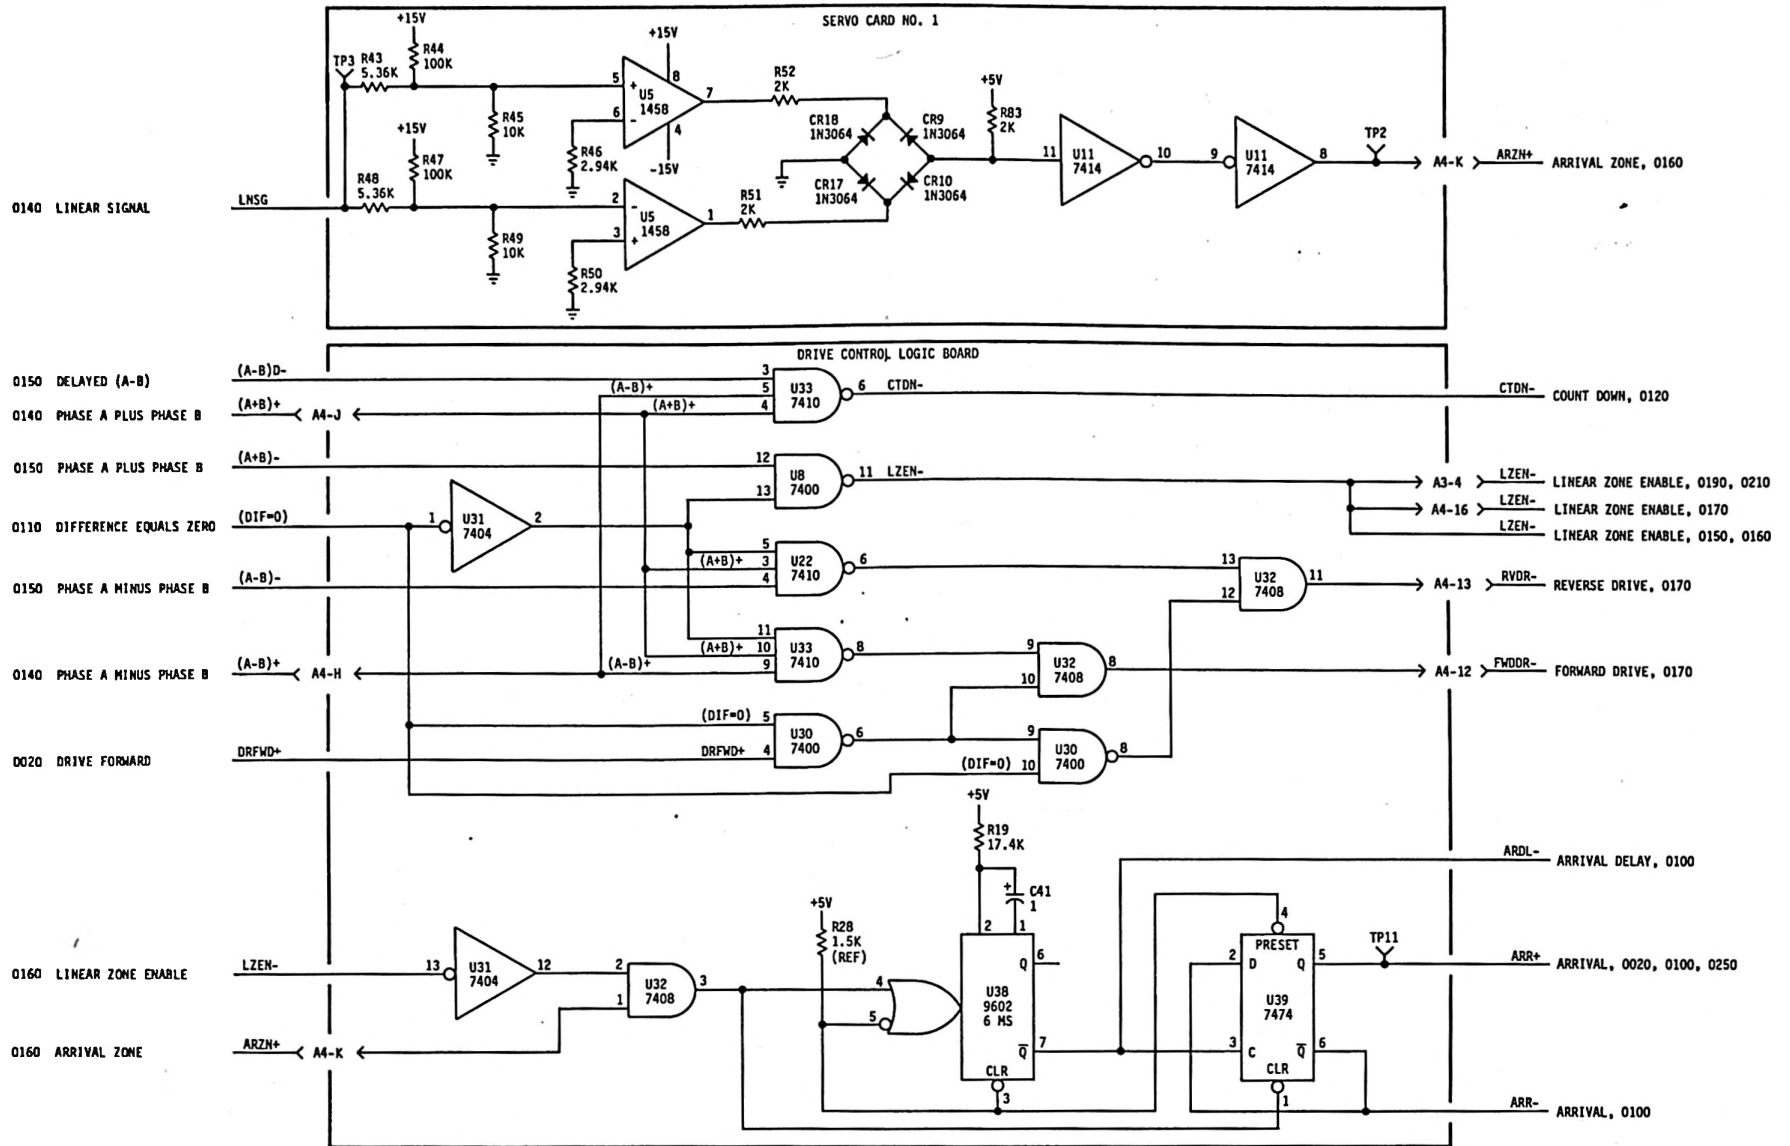 SERVO CARD NO. 1
+15V
R44
100K
TP3
R43
5.36K
+15V
8
5
+
U5
1458
7
6
-
4
-15V
R45
10K
R46
2.94K
R52
2K
+5V
R83
2K
CR18
1N3064
CR9
1N3064
CR17
1N3064
CR10
1N3064
11
U11
7414
10
9
U11
7414
8
TP2
A4-K
ARZN+
ARRIVAL ZONE, 0160
+15V
R47
100K
R48
5.36K
0140 LINEAR SIGNAL
LNSG
2
-
U5
1458
1
3
+
R51
2K
R49
10K
R50
2.94K
DRIVE CONTROL LOGIC BOARD
0150 DELAYED (A-B)
(A-B)D-
3
(A-B)+
5
U33
7410
6
CTDN-
CTDN-
COUNT DOWN, 0120
0140 PHASE A PLUS PHASE B
(A+B)+
A4-J
(A+B)+
4
0150 PHASE A PLUS PHASE B
(A+B)-
12
U8
7400
11
LZEN-
13
A3-4
LZEN-
LINEAR ZONE ENABLE, 0190, 0210
A4-16
LZEN-
LINEAR ZONE ENABLE, 0170
LZEN-
LINEAR ZONE ENABLE, 0150, 0160
0110 DIFFERENCE EQUALS ZERO
(DIF=0)
1
U31
7404
2
5
(A+B)+
3
U22
7410
6
4
0150 PHASE A MINUS PHASE B
(A-B)-
13
U32
7408
11
12
A4-13
RVDR-
REVERSE DRIVE, 0170
11
(A+B)+
10
U33
7410
8
(A-B)+
9
0140 PHASE A MINUS PHASE B
(A-B)+
A4-H
9
U32
7408
8
10
A4-12
FWDDR-
FORWARD DRIVE, 0170
(DIF=0)
5
U30
7400
6
0020 DRIVE FORWARD
DRFWD+
DRFWD+
4
9
U30
7400
8
(DIF=0)
10
+5V
R19
17.4K
+
C41
1
ARDL-
ARRIVAL DELAY, 0100
+5V
R28
1.5K
(REF)
2
1
Q
6
4
5
U38
9602
6 MS
Q
7
CLR
3
4
PRESET
2
D
Q
5
TP11
U39
7474
3
C
Q
6
CLR
1
ARR+
ARRIVAL, 0020, 0100, 0250
0160 LINEAR ZONE ENABLE
LZEN-
13
U31
7404
12
2
U32
7408
3
1
0160 ARRIVAL ZONE
ARZN+
A4-K
ARR-
ARRIVAL, 0100